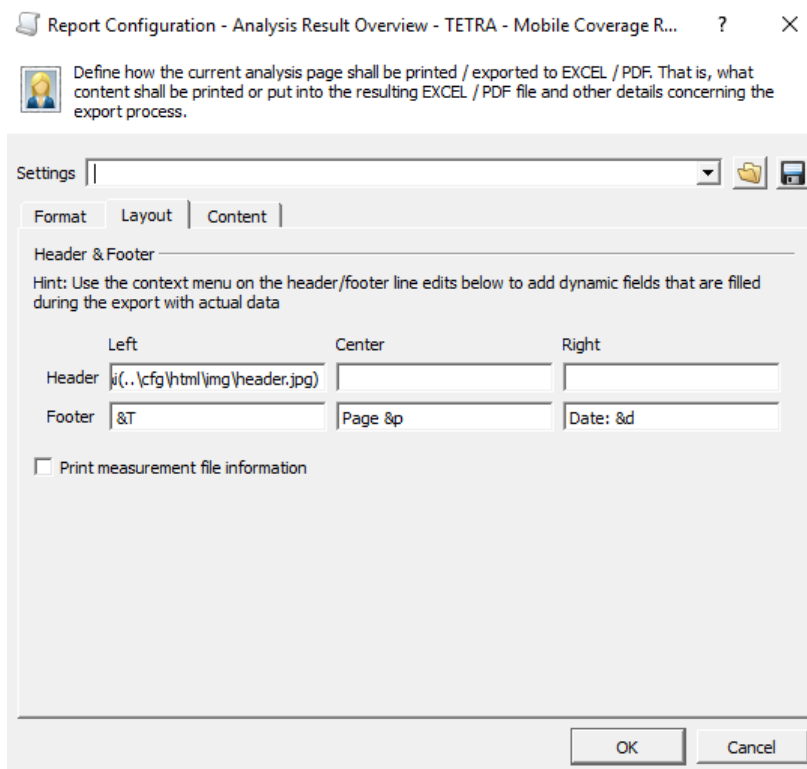 Report Configuration - Analysis Result Overview - TETRA - Mobile Coverage R... ?
Define how the current analysis page shall be printed / exported to EXCEL / PDF. That is, what
content shall be printed or put into the resulting EXCEL / PDF file and other details concerning the
export process.
Settings
Format Layout Content
Header & Footer
Hint: Use the context menu on the header/footer line edits below to add dynamic fields that are filled
during the export with actual data
Left Center Right
Header i(..\cfg\html\img\header.jpg)
Footer &T Page &p Date: &d
Print measurement file information
OK Cancel